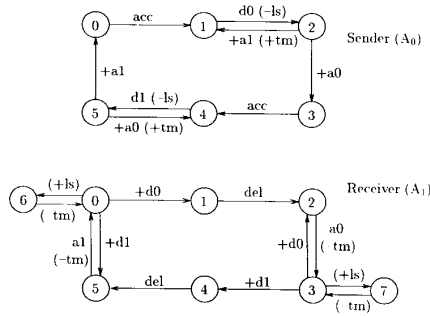 0 acc 1 d0 (–ls) 2
+a1 (+tm)
Sender (A0)
+a1
+a0
5 d1 (–ls) 4 acc 3
+a0 (+tm)
Receiver (A1)
6 (+ls) 0 +d0 1 del 2
(–tm)
a1 +d1
(–tm)
a0
+d0 (–tm)
5 del 4 +d1 3 (+ls) 7
(–tm)